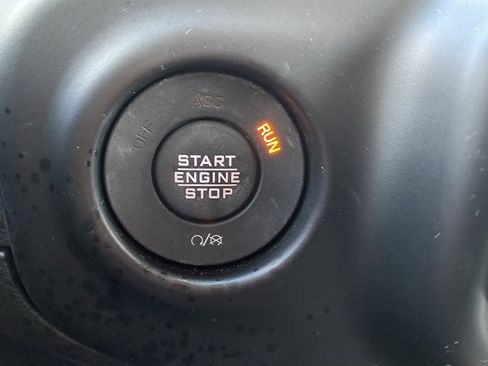 ACC
OFF
RUN
START
ENGINE
STOP